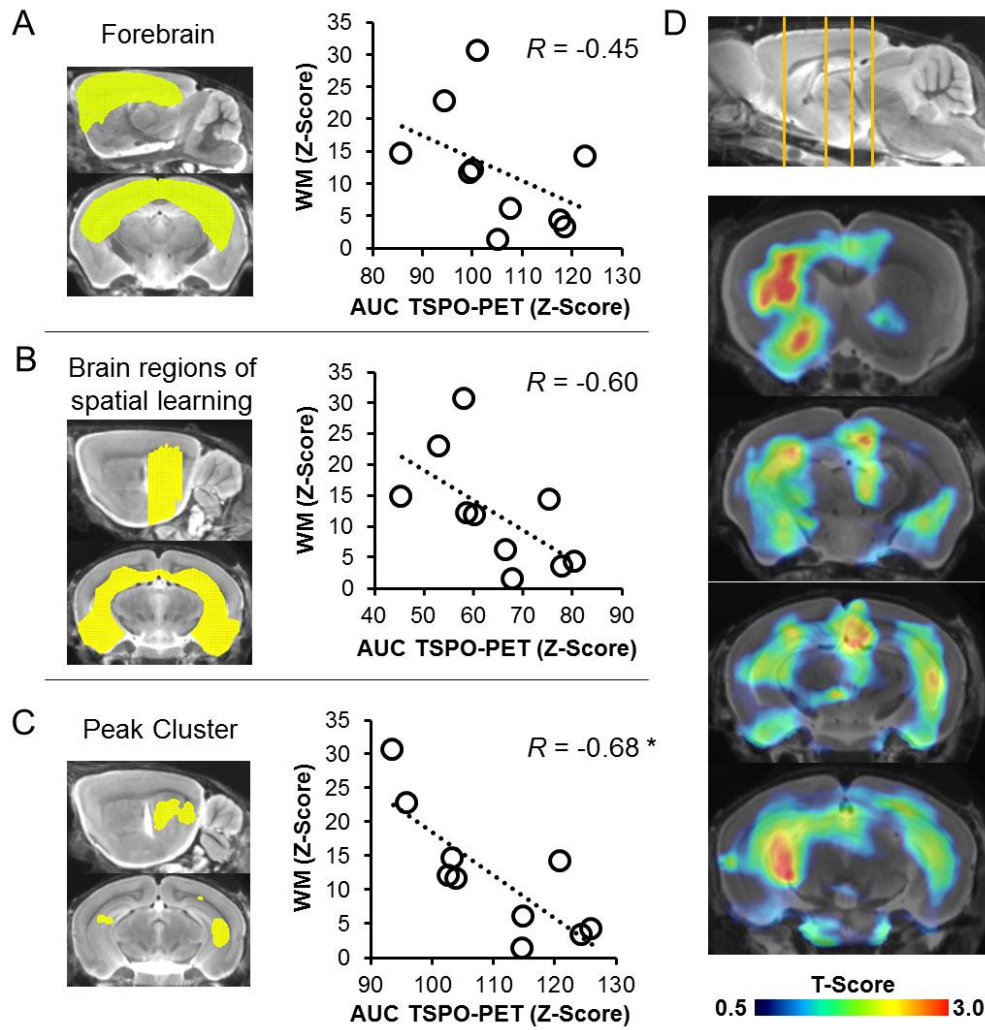 A
Forebrain
WM (Z-Score)
35
30
25
20
15
10
5
0
R = -0.45
80 90 100 110 120 130
AUC TSPO-PET (Z-Score)
B
Brain regions of
spatial learning
WM (Z-Score)
35
30
25
20
15
10
5
0
R = -0.60
40 50 60 70 80 90
AUC TSPO-PET (Z-Score)
C
Peak Cluster
WM (Z-Score)
35
30
25
20
15
10
5
0
R = -0.68 *
90 100 110 120 130
AUC TSPO-PET (Z-Score)
D
T-Score
0.5 3.0